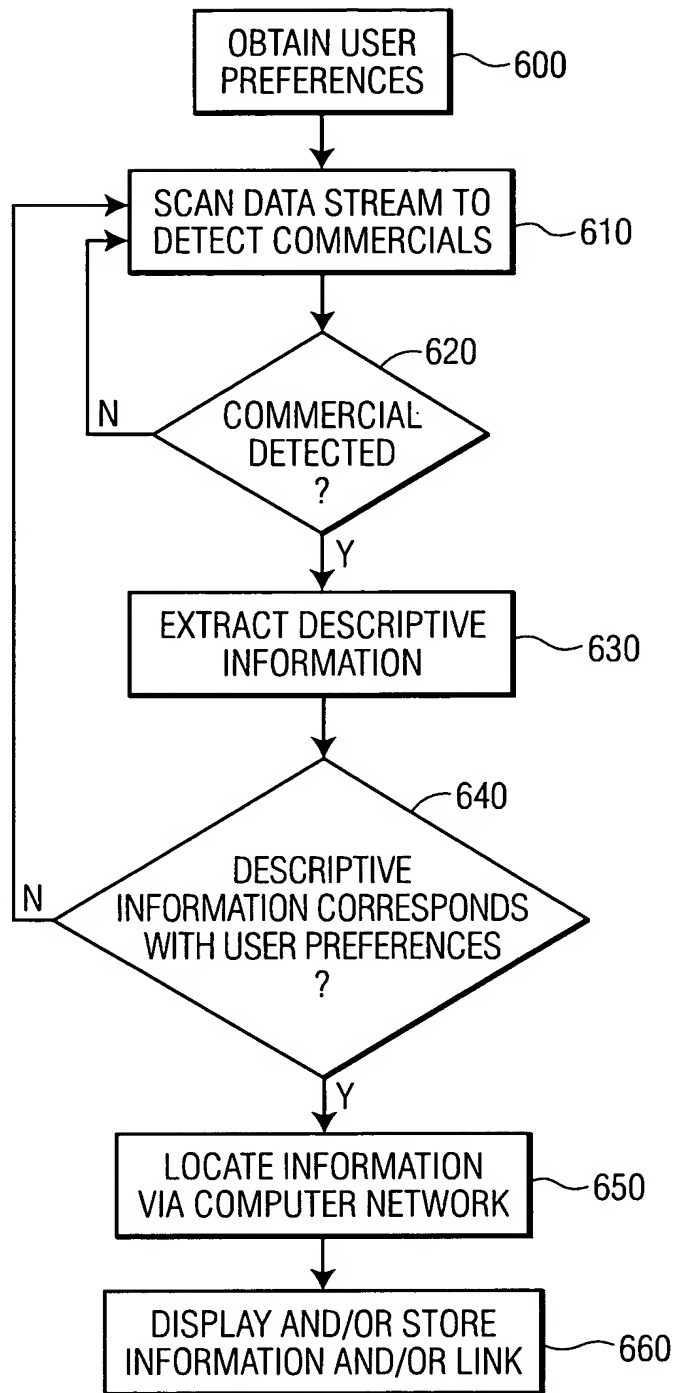 OBTAIN USER
PREFERENCES
600
SCAN DATA STREAM TO
DETECT COMMERCIALS
610
620
COMMERCIAL
DETECTED
?
N
Y
EXTRACT DESCRIPTIVE
INFORMATION
630
640
DESCRIPTIVE
INFORMATION CORRESPONDS
WITH USER PREFERENCES
?
N
Y
LOCATE INFORMATION
VIA COMPUTER NETWORK
650
DISPLAY AND/OR STORE
INFORMATION AND/OR LINK
660